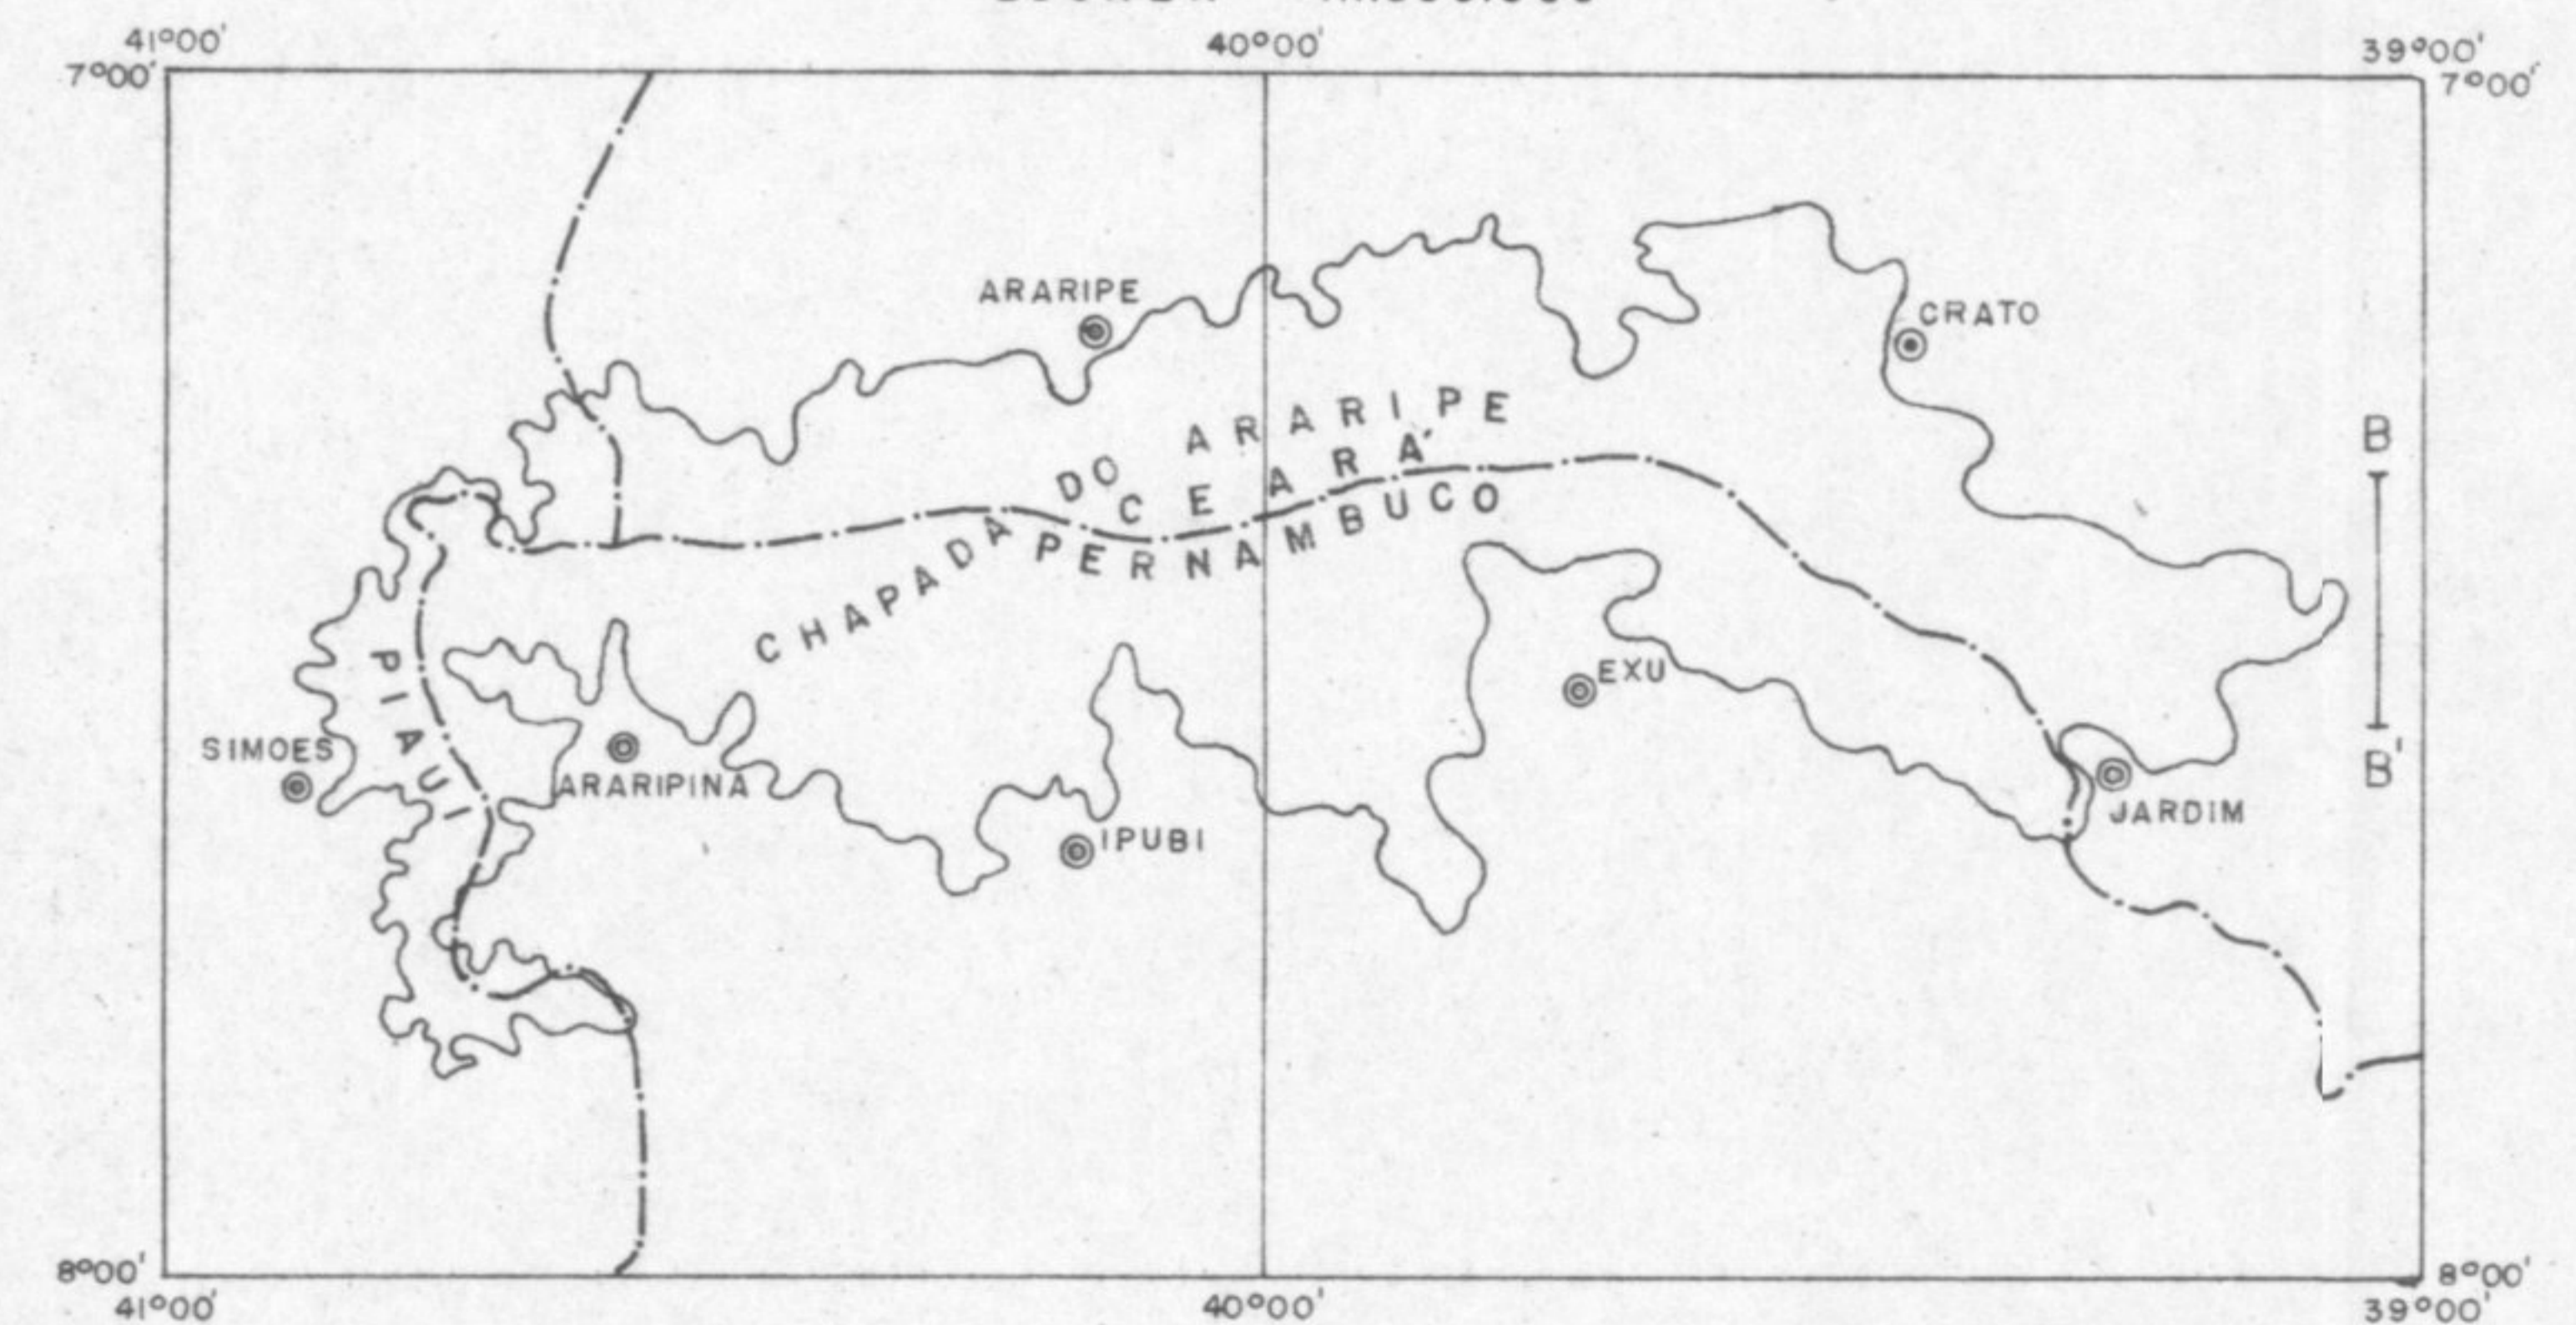 41°00' 40°00' 39°00'
7°00' 7°00'
ARARIPE
CRATO
CHAPADA DO ARARIPE
CEARÁ
PERNAMBUCO
B
PIAUI
EXU
SIMOES
ARARIPINA
B'
JARDIM
IPUBI
8°00' 8°00'
41°00' 40°00' 39°00'